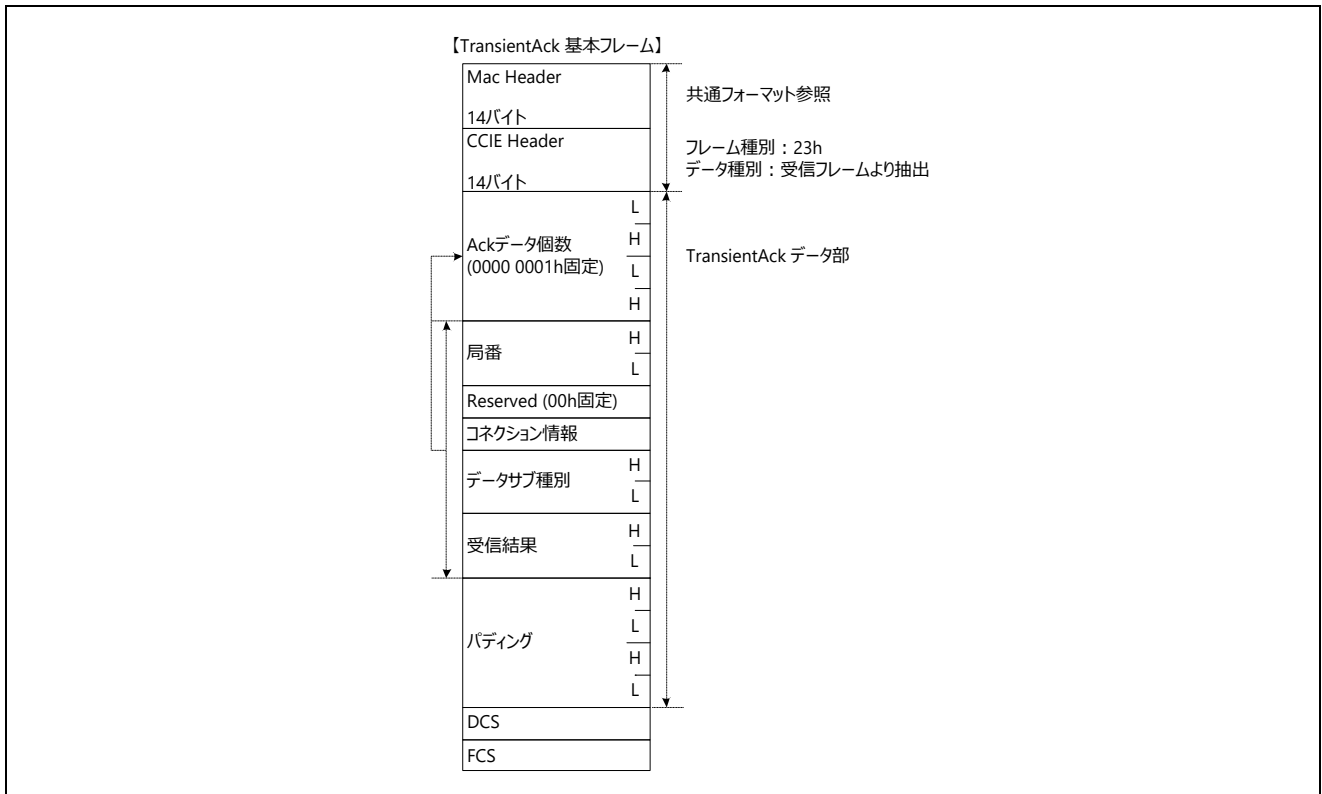 【TransientAck 基本フレーム】
Mac Header
14バイト
共通フォーマット参照
CCIE Header
14バイト
フレーム種別：23h
データ種別：受信フレームより抽出
L
Ackデータ個数
(0000 0001h固定)
H
L
H
TransientAck データ部
局番
H
L
Reserved (00h固定)
コネクション情報
データサブ種別
H
L
受信結果
H
L
パディング
H
L
H
L
DCS
FCS